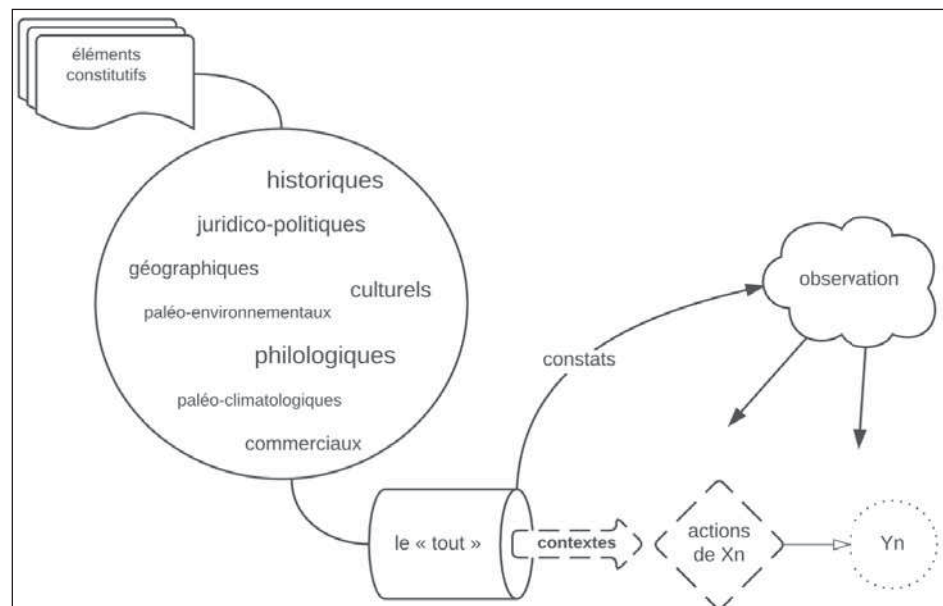 éléments
constitutifs
historiques
juridico-politiques
géographiques
culturels
paléo-environnementaux
philologiques
paléo-climatologiques
commerciaux
observation
constats
le « tout »
contextes
actions
de Xn
Yn